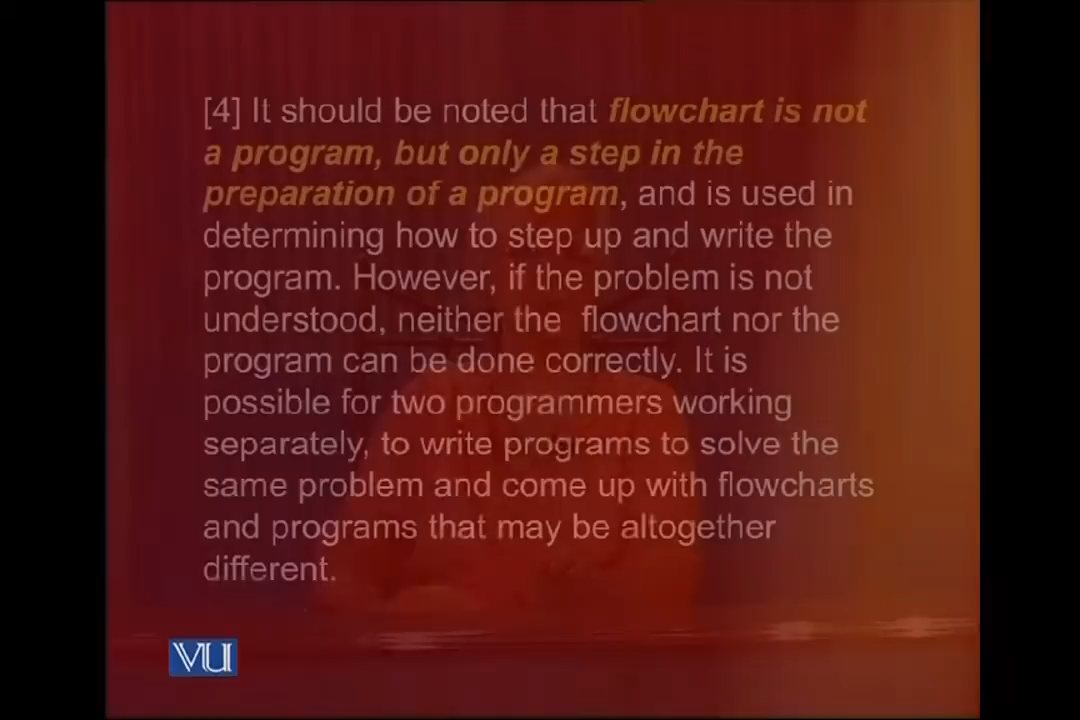 [4] It should be noted that flowchart is not
a program, but only a step in the
preparation of a program, and is used in
determining how to step up and write the
program. However, if the problem is not
understood, neither the flowchart nor the
program can be done correctly. It is
possible for two programmers working
separately, to write programs to solve the
same problem and come up with flowcharts
and programs that may be altogether
different.
VU